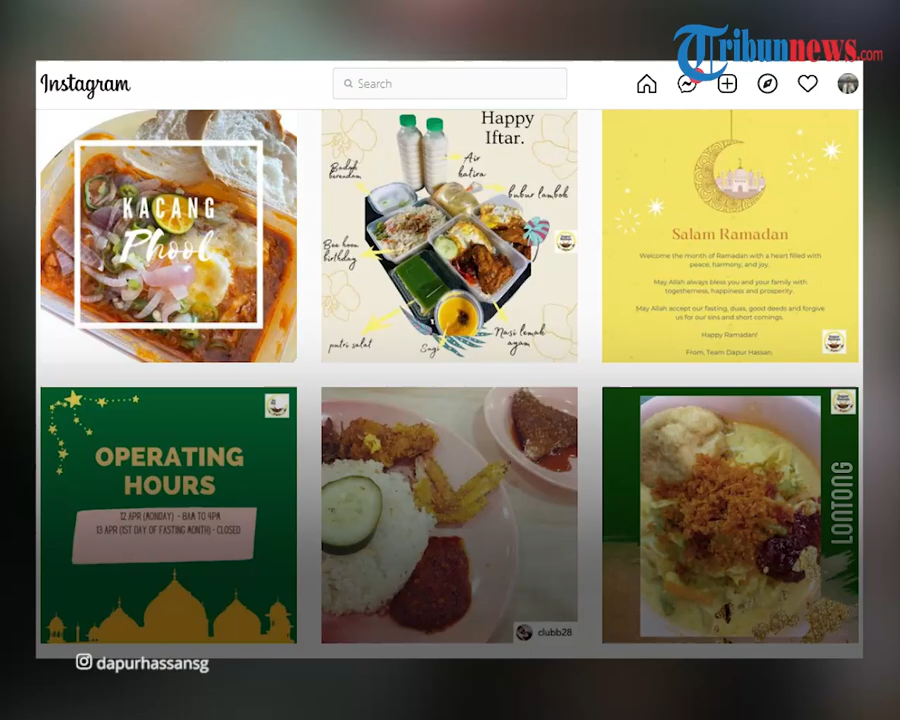 Tribunnews.com
Instagram
Search
KACANG
Phool
Happy
Iftar.
Air
katira
bubur lambok
Bee hoon
birthday
putri salat
Sagu
Nasi lemak
ayam
Salam Ramadan
Welcome the month of Ramadan with a heart filled with
peace, harmony, and joy.
May Allah always bless you and your family with
togetherness, happiness and prosperity.
May Allah accept our fasting, duas, good deeds and forgive
us for our sins and short comings.
Happy Ramadan!
From, Team Dapur Hassan.
OPERATING
HOURS
12 APR (MONDAY) - 8AM TO 4PM
13 APR (1ST DAY OF FASTING MONTH) - CLOSED
clubb28
LONTONG
dapurhassansg